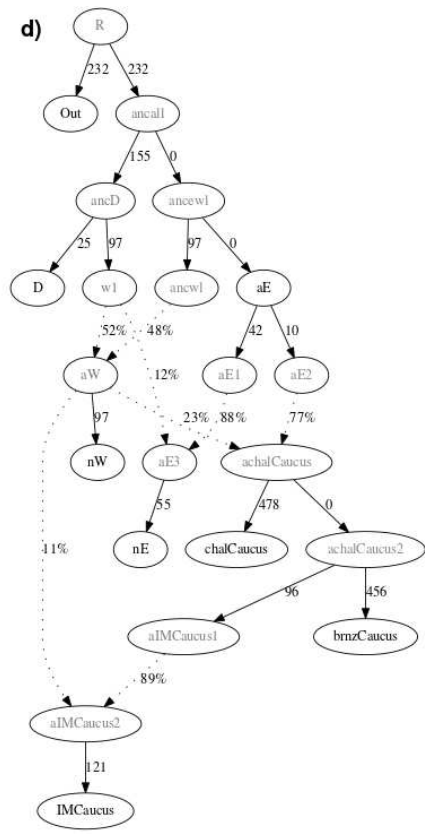 d)
R
232 232
Out ancall
155 0
ancD ancewl
25 97 97 0
D w1 ancwl aE
52% 48% 42 10
aW 12% aE1 aE2
97 23% 88% 77%
nW aE3 achalCaucus
55 478 0
nE chalCaucus achalCaucus2
11% 96 456
aIMCaucus1 brnzCaucus
89%
aIMCaucus2
121
IMCaucus